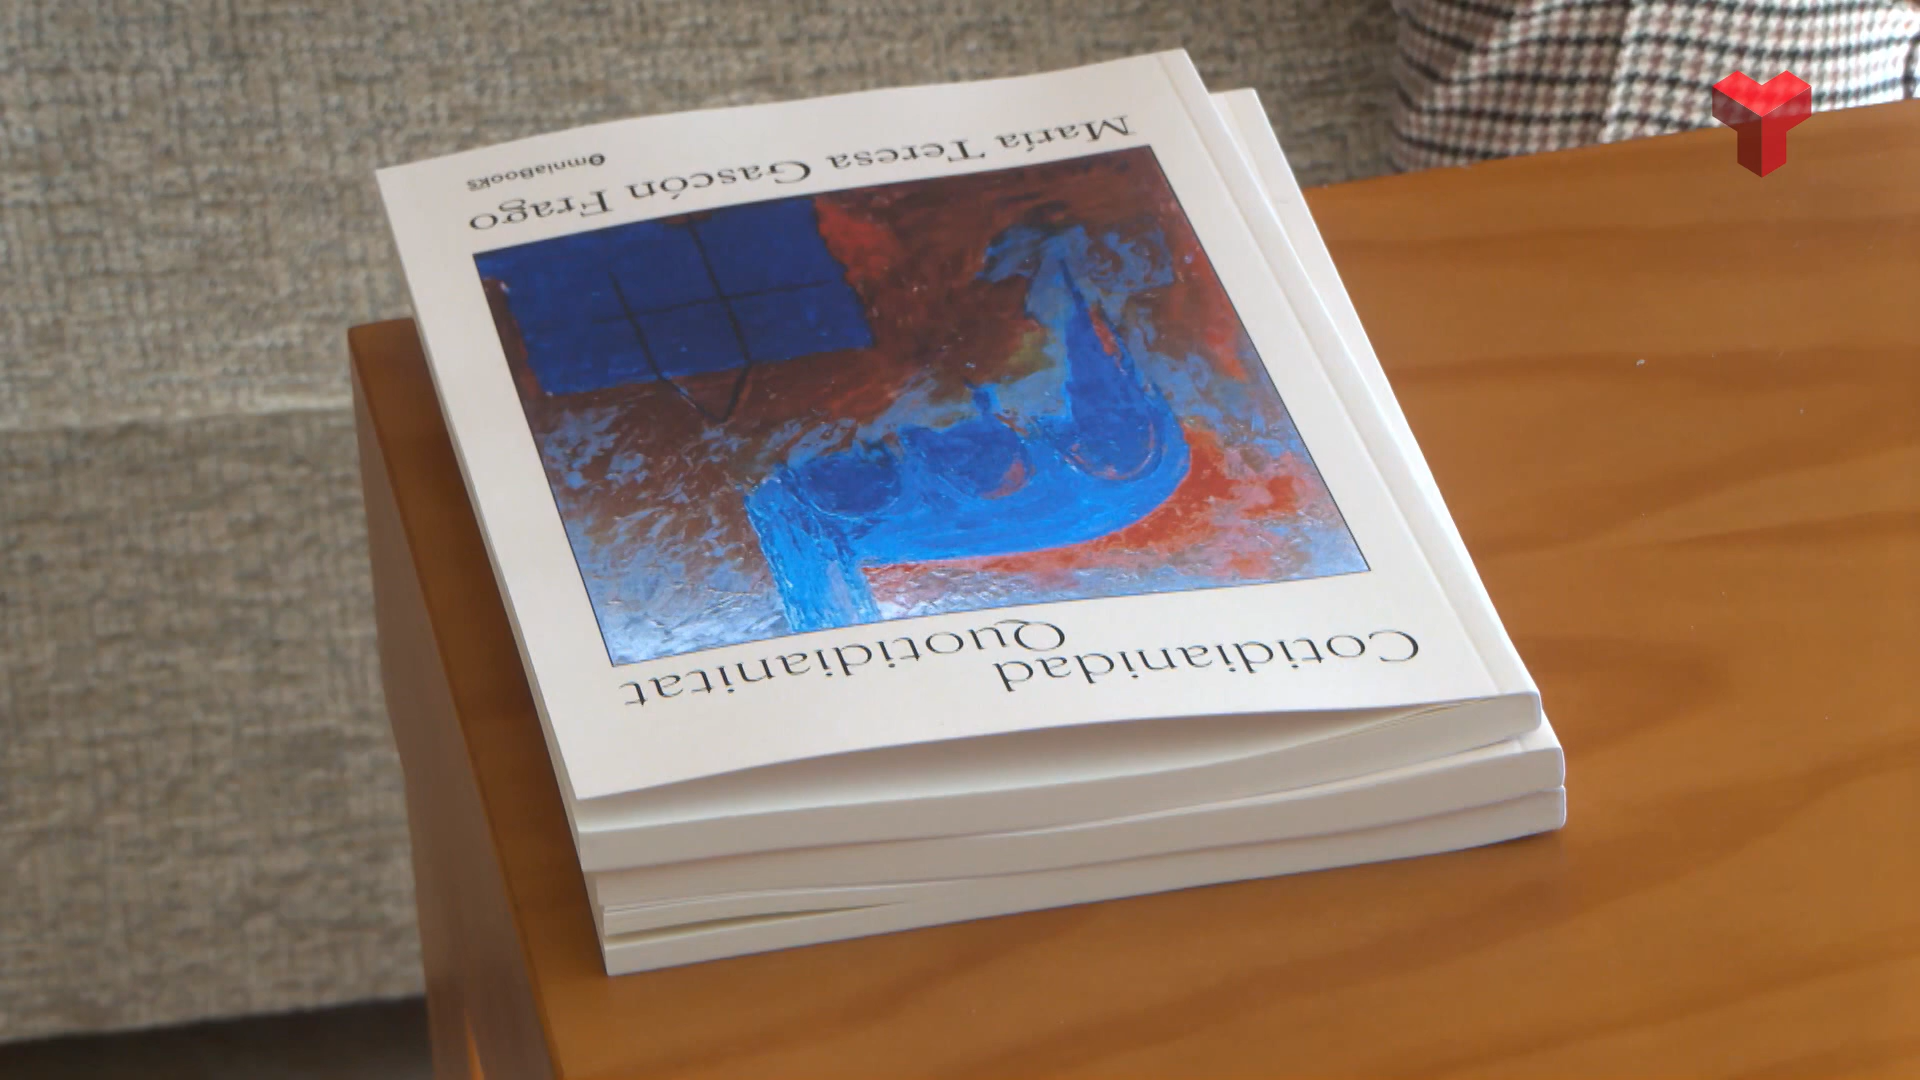 Cotidianidad
Quotidianitat
María Teresa Gascón Frago
OmniaBooks